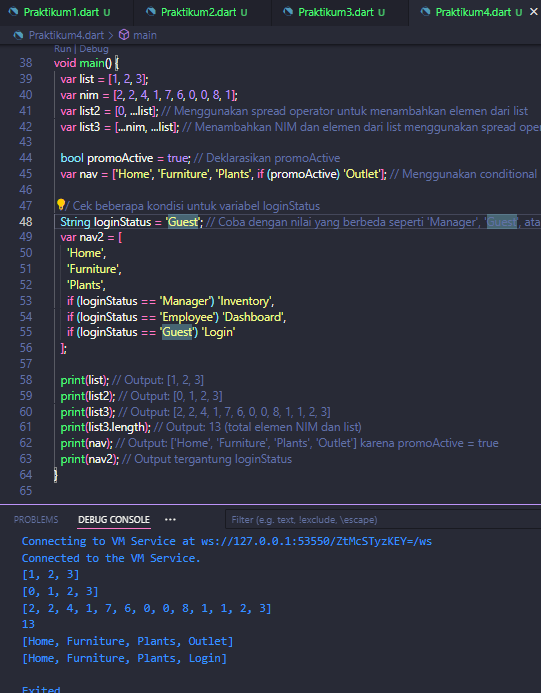 Praktikum1.dart U Praktikum2.dart U Praktikum3.dart U Praktikum4.dart U
Praktikum4.dart > main
Run | Debug
38 void main() {
39 var list = [1, 2, 3];
40 var nim = [2, 2, 4, 1, 7, 6, 0, 0, 8, 1];
41 var list2 = [0, ...list]; // Menggunakan spread operator untuk menambahkan elemen dari list
42 var list3 = [...nim, ...list]; // Menambahkan NIM dan elemen dari list menggunakan spread oper
43
44 bool promoActive = true; // Deklarasikan promoActive
45 var nav = ['Home', 'Furniture', 'Plants', if (promoActive) 'Outlet']; // Menggunakan conditional
46
47 // Cek beberapa kondisi untuk variabel loginStatus
48 String loginStatus = 'Guest'; // Coba dengan nilai yang berbeda seperti 'Manager', 'Guest', ata
49 var nav2 = [
50 'Home',
51 'Furniture',
52 'Plants',
53 if (loginStatus == 'Manager') 'Inventory',
54 if (loginStatus == 'Employee') 'Dashboard',
55 if (loginStatus == 'Guest') 'Login'
56 ];
57
58 print(list); // Output: [1, 2, 3]
59 print(list2); // Output: [0, 1, 2, 3]
60 print(list3); // Output: [2, 2, 4, 1, 7, 6, 0, 0, 8, 1, 1, 2, 3]
61 print(list3.length); // Output: 13 (total elemen NIM dan list)
62 print(nav); // Output: ['Home', 'Furniture', 'Plants', 'Outlet'] karena promoActive = true
63 print(nav2); // Output tergantung loginStatus
64 }
65
PROBLEMS DEBUG CONSOLE ... Filter (e.g. text, !exclude, \escape)
Connecting to VM Service at ws://127.0.0.1:53550/ZtMcSTyzKEY=/ws
Connected to the VM Service.
[1, 2, 3]
[0, 1, 2, 3]
[2, 2, 4, 1, 7, 6, 0, 0, 8, 1, 1, 2, 3]
13
[Home, Furniture, Plants, Outlet]
[Home, Furniture, Plants, Login]
Exited